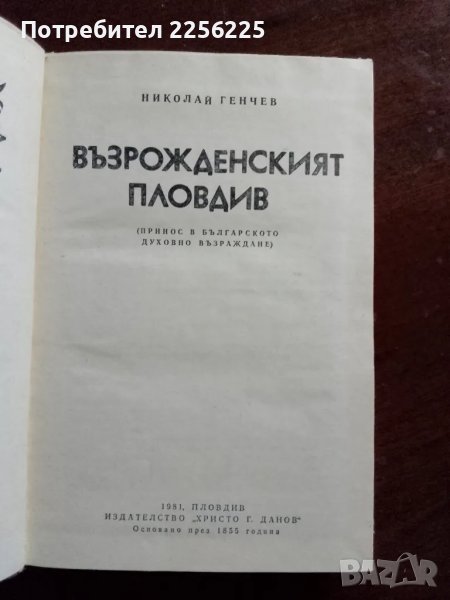 Потребител 2256225
НИКОЛАЙ ГЕНЧЕВ
ВЪЗРОЖДЕНСКИЯТ
ПЛОВДИВ
(ПРИНОС В БЪЛГАРСКОТО
ДУХОВНО ВЪЗРАЖДАНЕ)
1981, ПЛОВДИВ
ИЗДАТЕЛСТВО „ХРИСТО Г. ДАНОВ“
Основано през 1855 година
BAZAR